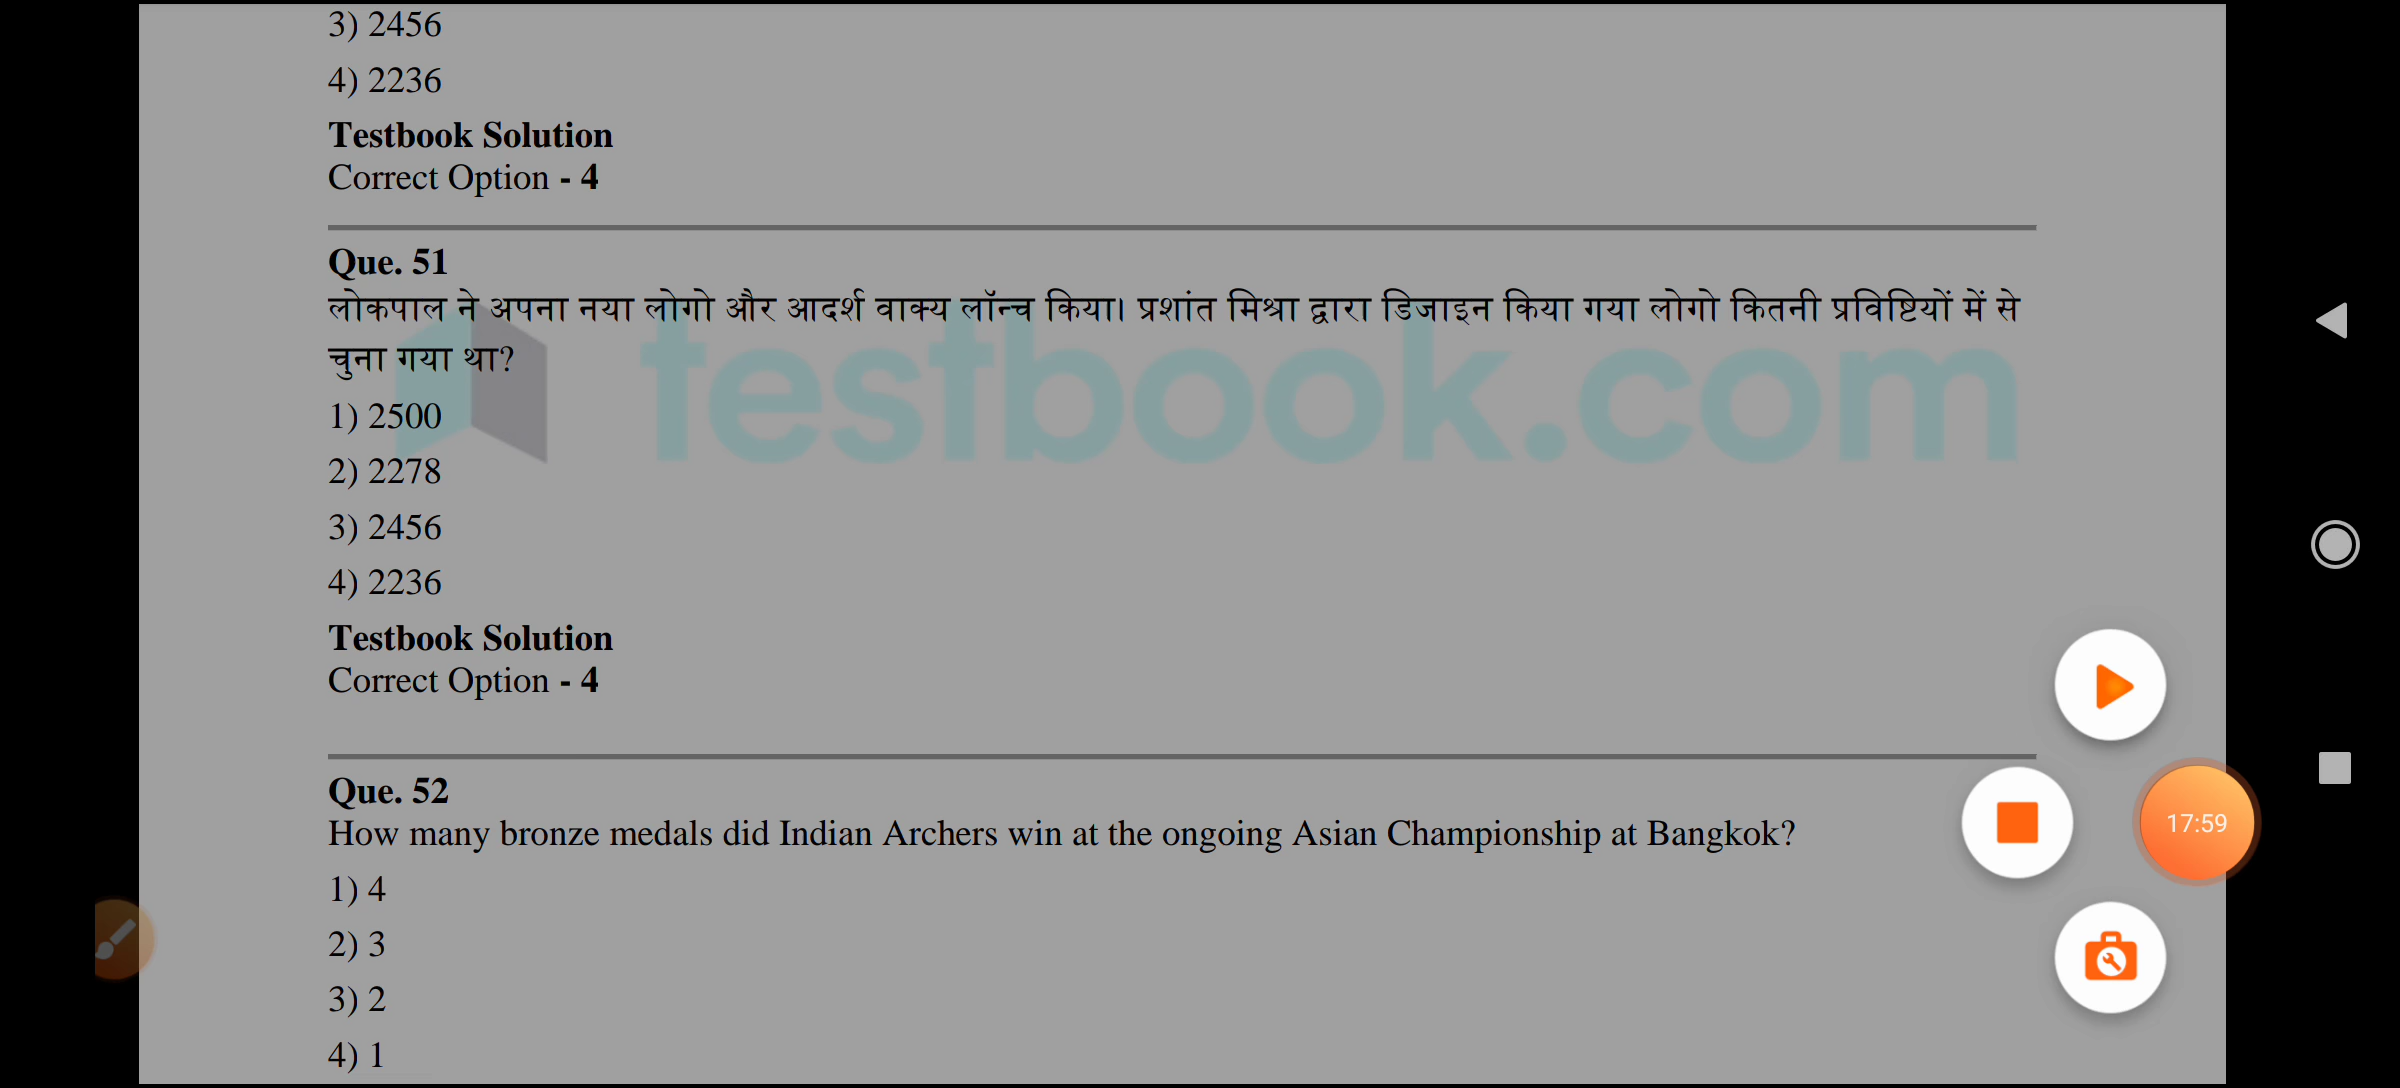 3) 2456
4) 2236
Testbook Solution
Correct Option - 4
Que. 51
लोकपाल ने अपना नया लोगो और आदर्श वाक्य लॉन्च किया। प्रशांत मिश्रा द्वारा डिजाइन किया गया लोगो कितनी प्रविष्टियों में से
चुना गया था?
testbook.com
1) 2500
2) 2278
3) 2456
4) 2236
Testbook Solution
Correct Option - 4
Que. 52
How many bronze medals did Indian Archers win at the ongoing Asian Championship at Bangkok?
17:59
1) 4
2) 3
3) 2
4) 1